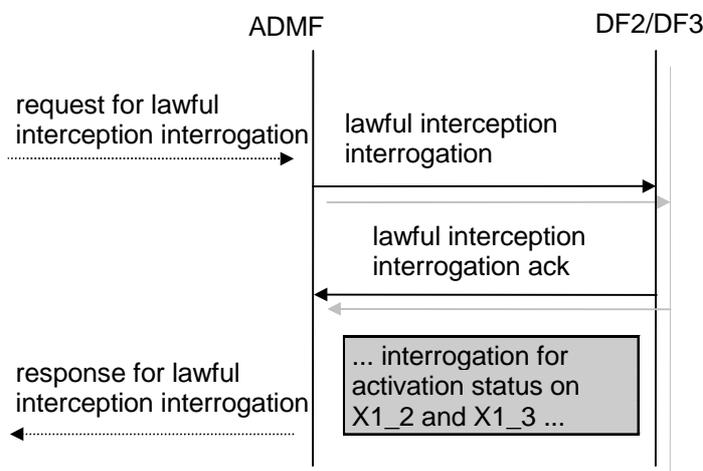 ADMF
DF2/DF3
request for lawful
interception interrogation
lawful interception
interrogation
lawful interception
interrogation ack
... interrogation for
activation status on
X1_2 and X1_3 ...
response for lawful
interception interrogation